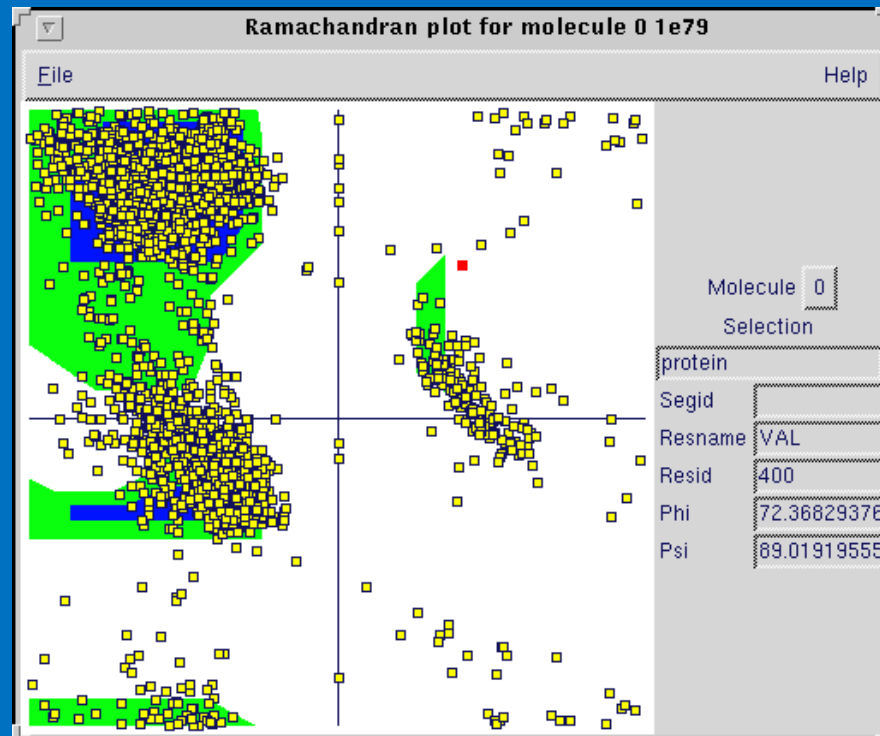 Ramachandran plot for molecule 0 1e79
File Help
Molecule 0
Selection
protein
Segid
Resname VAL
Resid 400
Phi 72.36829376
Psi 89.01919555